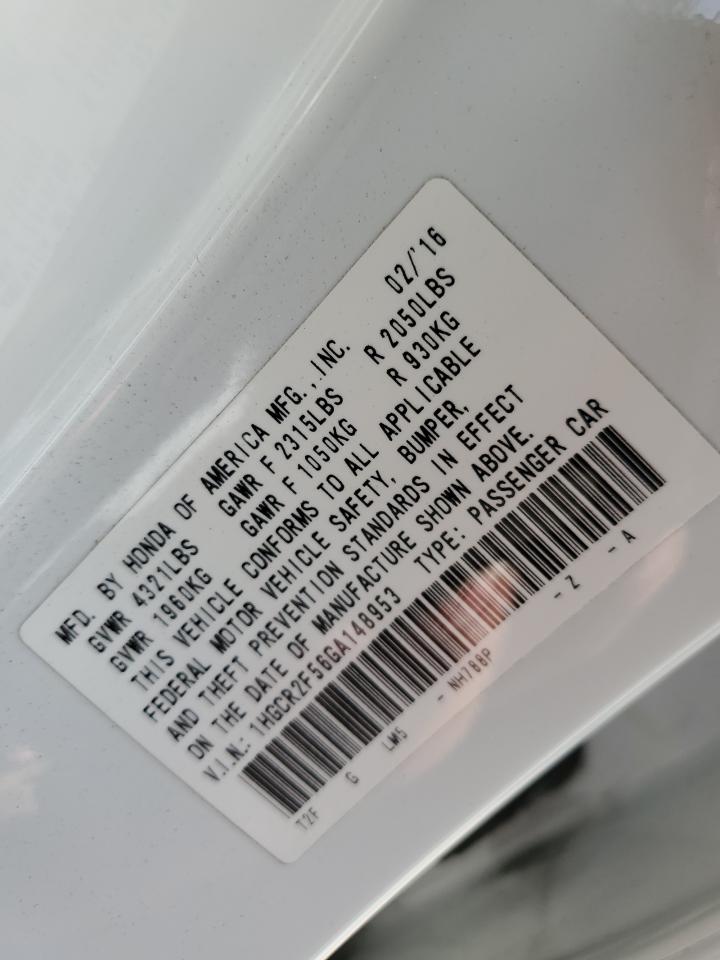 MFD. BY HONDA OF AMERICA MFG.,INC. 02/'16
GVWR 4321LBS GAWR F 2315LBS R 2050LBS
GVWR 1960KG GAWR F 1050KG R 930KG
THIS VEHICLE CONFORMS TO ALL APPLICABLE
FEDERAL MOTOR VEHICLE SAFETY, BUMPER,
AND THEFT PREVENTION STANDARDS IN EFFECT
ON THE DATE OF MANUFACTURE SHOWN ABOVE.
V.I.N.: 1HGCR2F56GA148953 TYPE: PASSENGER CAR
T2F G LM5 - NH788P - Z - A